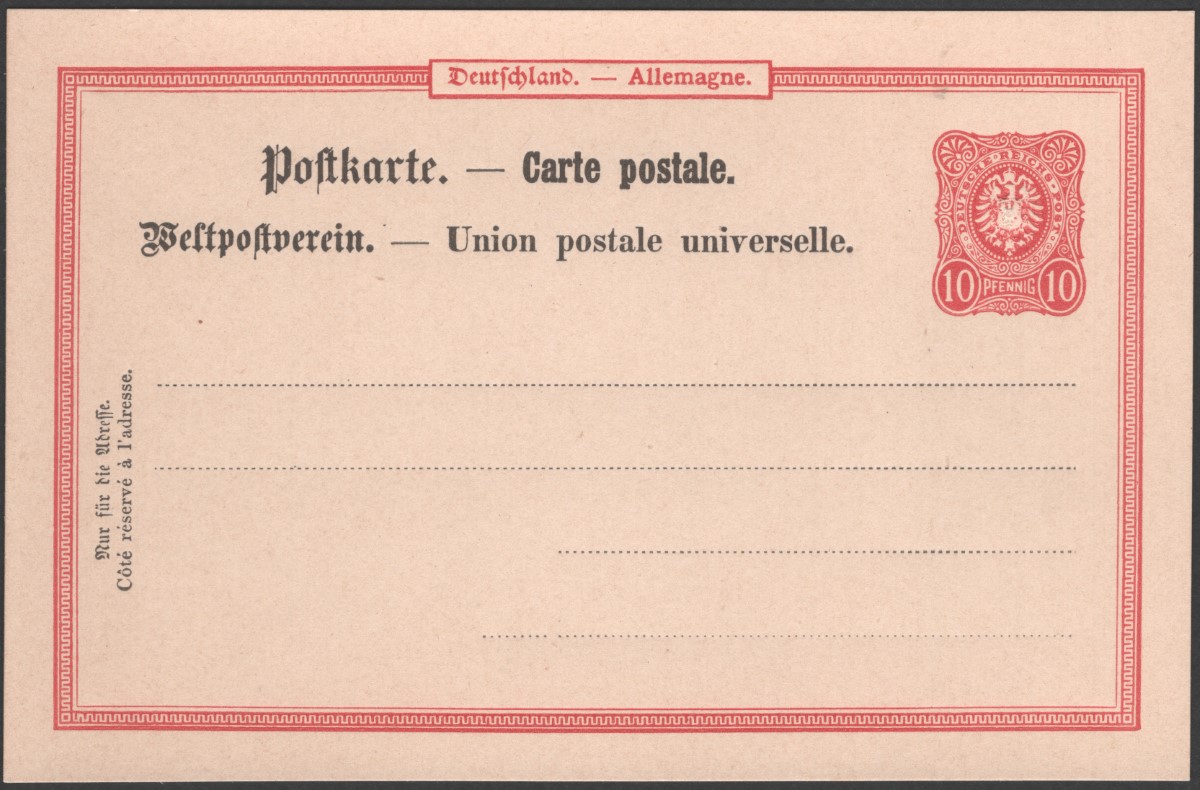 Deutschland. — Allemagne.
Postkarte. — Carte postale.
Weltpostverein. — Union postale universelle.
DEUTSCHE REICHS-POST
10 PFENNIG 10
Nur für die Adresse.
Côté réservé à l'adresse.